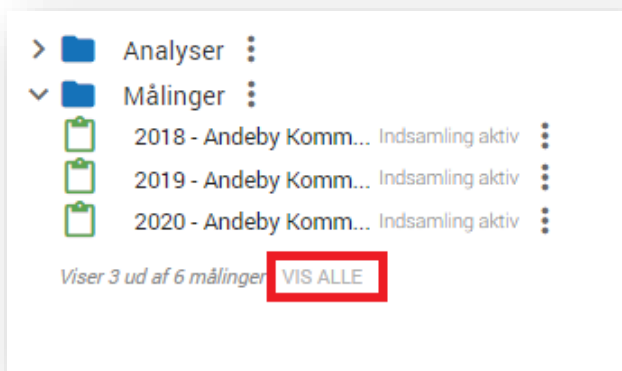 Analyser
Målinger
2018 - Andeby Komm... Indsamling aktiv
2019 - Andeby Komm... Indsamling aktiv
2020 - Andeby Komm... Indsamling aktiv
Viser 3 ud af 6 målinger VIS ALLE